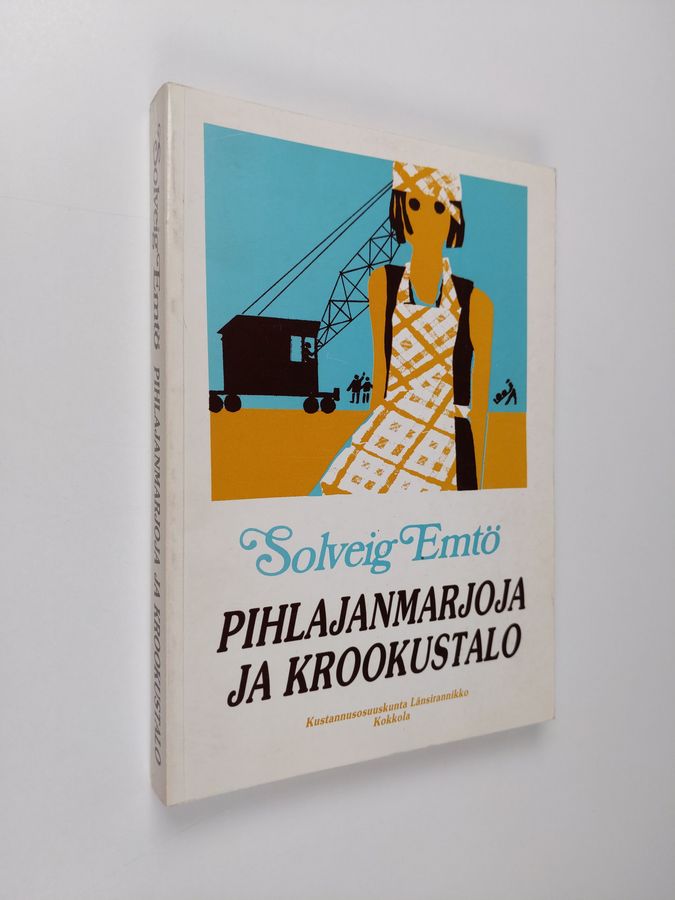 Solveig Emtö PIHLAJANMARJOJA JA KROOKUSTALO
Solveig Emtö
PIHLAJANMARJOJA
JA KROOKUSTALO
Kustannusosuuskunta Länsirannikko
Kokkola